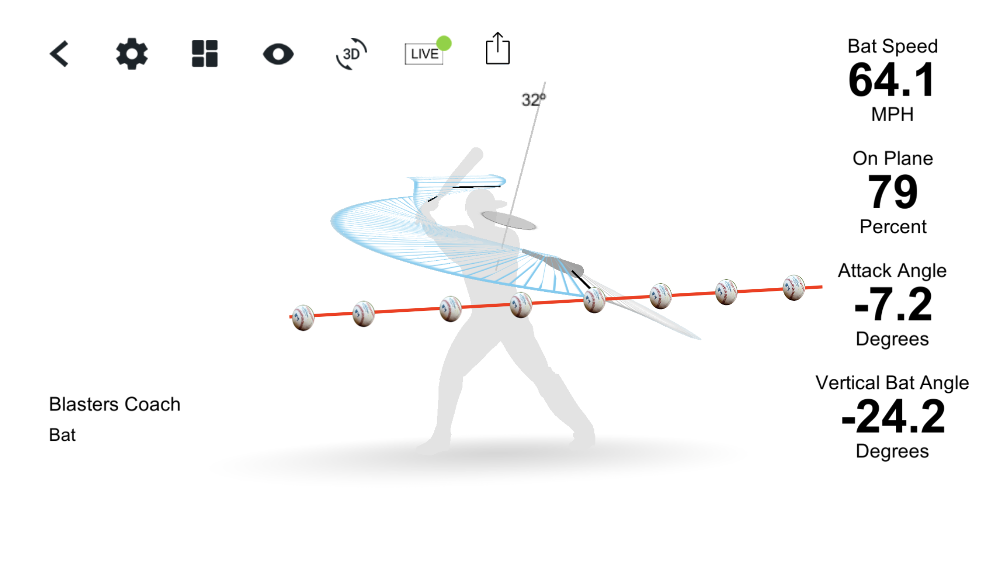 3D
LIVE
32º
Bat Speed
64.1
MPH
On Plane
79
Percent
Attack Angle
-7.2
Degrees
Vertical Bat Angle
-24.2
Degrees
Blasters Coach
Bat